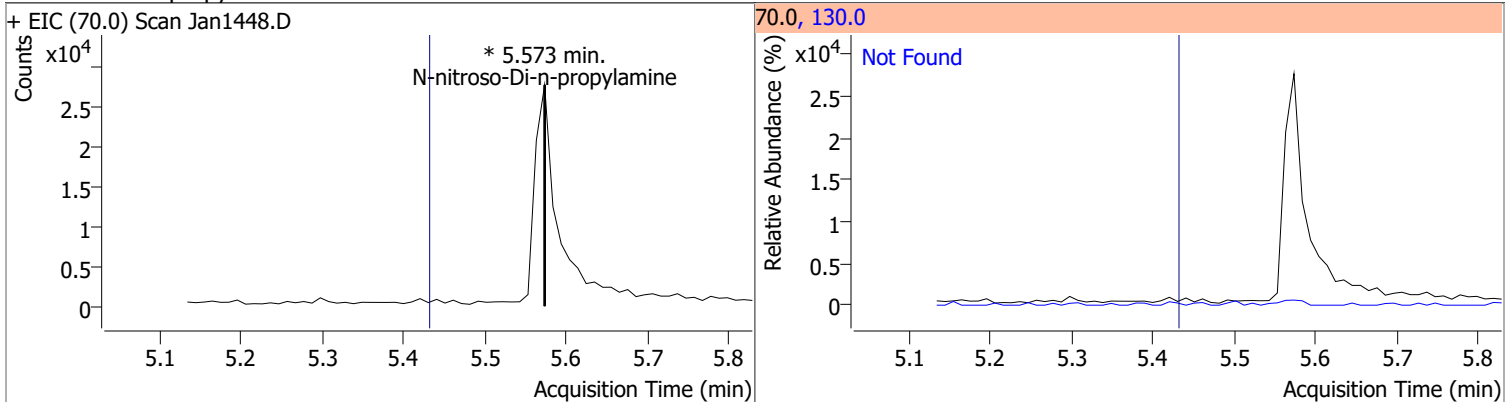 + EIC (70.0) Scan Jan1448.D
Counts
x10⁴
* 5.573 min.
N-nitroso-Di-n-propylamine
2.5
2
1.5
1
0.5
0
5.1 5.2 5.3 5.4 5.5 5.6 5.7 5.8
Acquisition Time (min)
70.0, 130.0
Relative Abundance (%)
x10⁴
Not Found
2.5
2
1.5
1
0.5
0
5.1 5.2 5.3 5.4 5.5 5.6 5.7 5.8
Acquisition Time (min)